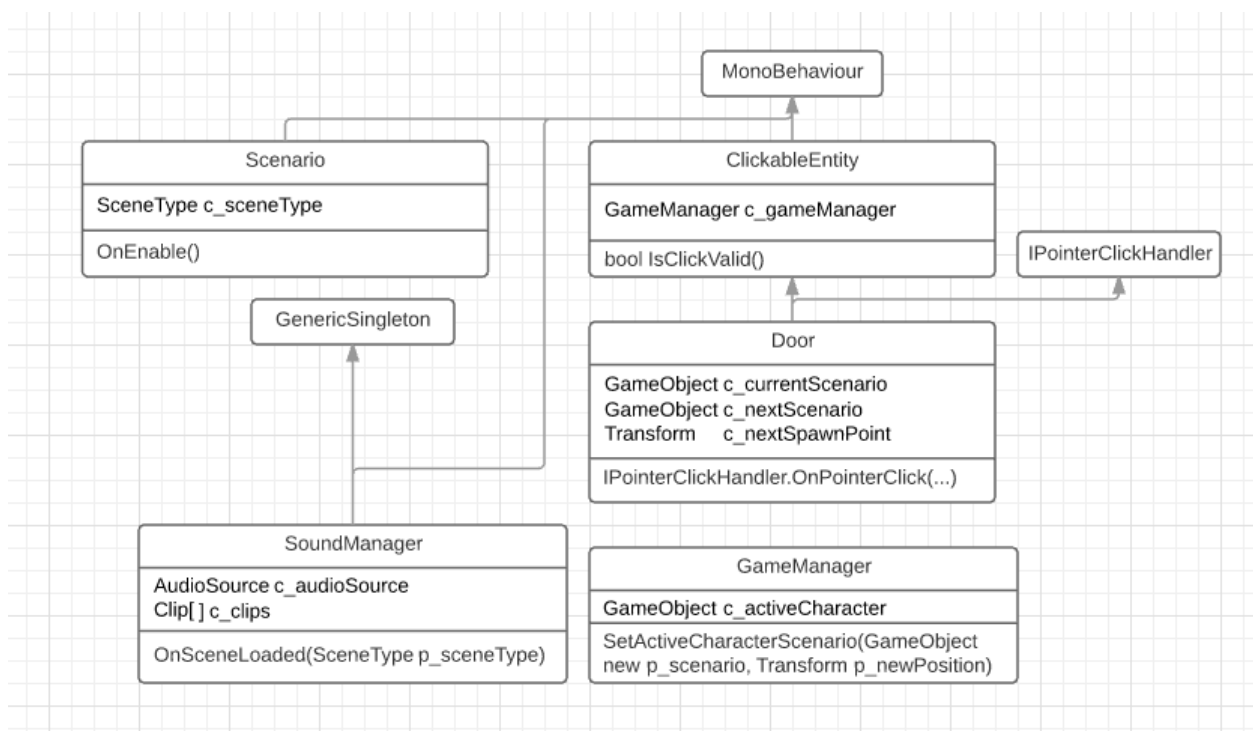 MonoBehaviour
Scenario
SceneType c_sceneType
OnEnable()
ClickableEntity
GameManager c_gameManager
bool IsClickValid()
IPointerClickHandler
GenericSingleton
Door
GameObject c_currentScenario
GameObject c_nextScenario
Transform c_nextSpawnPoint
IPointerClickHandler.OnPointerClick(...)
SoundManager
AudioSource c_audioSource
Clip[ ] c_clips
OnSceneLoaded(SceneType p_sceneType)
GameManager
GameObject c_activeCharacter
SetActiveCharacterScenario(GameObject
new p_scenario, Transform p_newPosition)